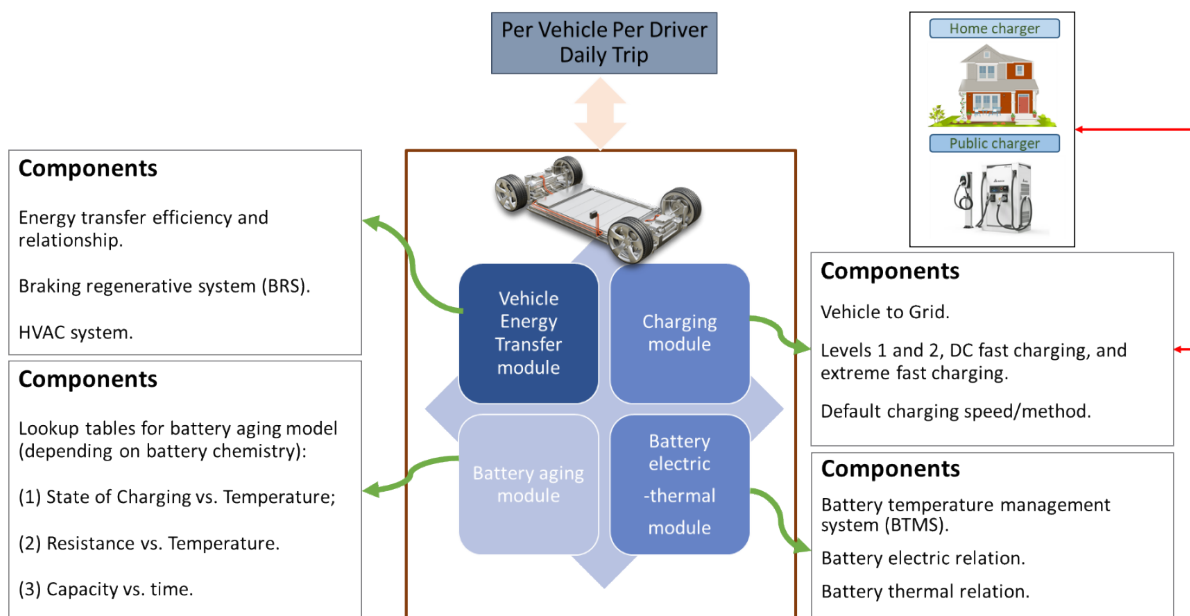 Per Vehicle Per Driver
Daily Trip
Home charger
Public charger
Components
Energy transfer efficiency and
relationship.
Braking regenerative system (BRS).
HVAC system.
Components
Lookup tables for battery aging model
(depending on battery chemistry):
(1) State of Charging vs. Temperature;
(2) Resistance vs. Temperature.
(3) Capacity vs. time.
Vehicle
Energy
Transfer
module
Charging
module
Battery aging
module
Battery
electric
-thermal
module
Components
Vehicle to Grid.
Levels 1 and 2, DC fast charging, and
extreme fast charging.
Default charging speed/method.
Components
Battery temperature management
system (BTMS).
Battery electric relation.
Battery thermal relation.